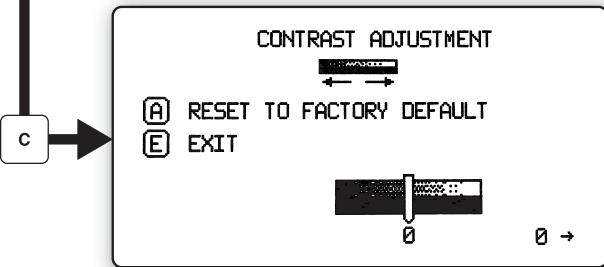 CONTRAST ADJUSTMENT
A RESET TO FACTORY DEFAULT
C
E EXIT
0
0 →